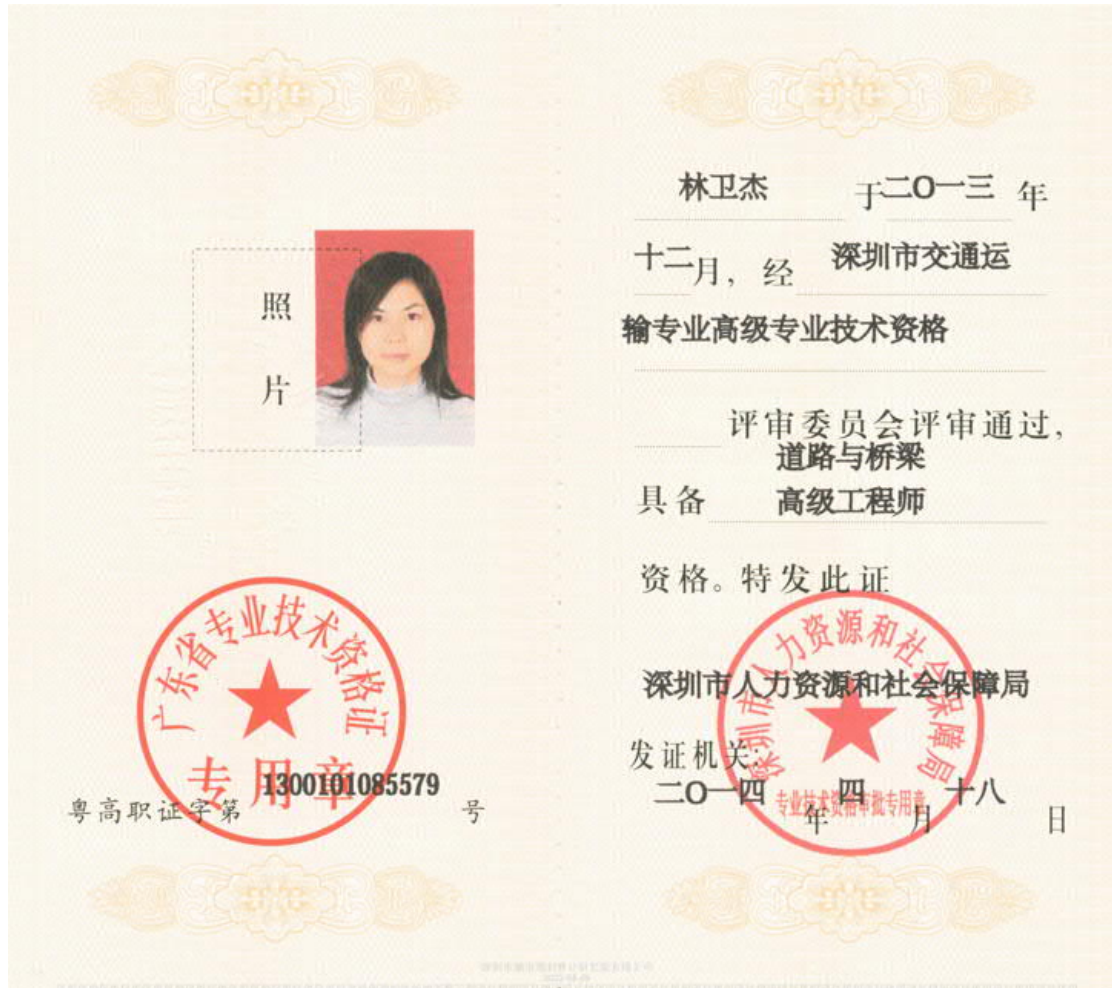 照
片
广东省专业技术资格证
专用章
粤高职证字第 1300101085579 号
林卫杰 于二〇一三 年
十二月，经 深圳市交通运
输专业高级专业技术资格
评审委员会评审通过，
道路与桥梁
具备 高级工程师
资格。特发此证
深圳市人力资源和社会保障局
深圳市人力资源和社会保障局
发证机关：
二〇一四 年 四 月 十八 日
专业技术资格审批专用章